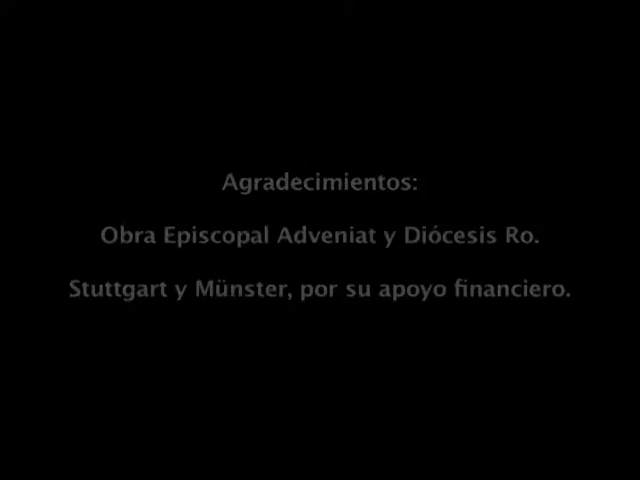 Agradecimientos:
Obra Episcopal Adveniat y Diócesis Ro.
Stuttgart y Münster, por su apoyo financiero.